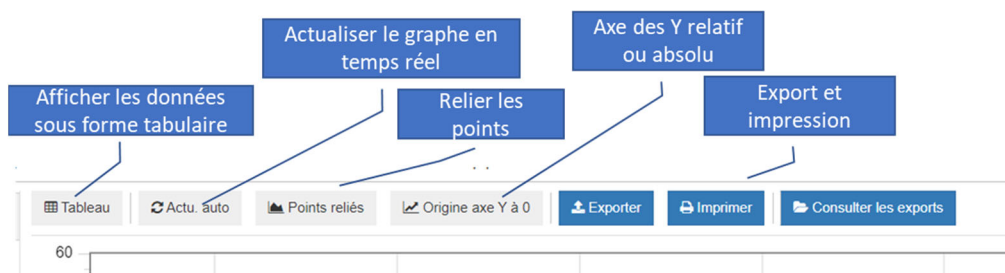 Actualiser le graphe en
temps réel
Axe des Y relatif
ou absolu
Afficher les données
sous forme tabulaire
Relier les
points
Export et
impression
Tableau
Actu. auto
Points reliés
Origine axe Y à 0
Exporter
Imprimer
Consulter les exports
60